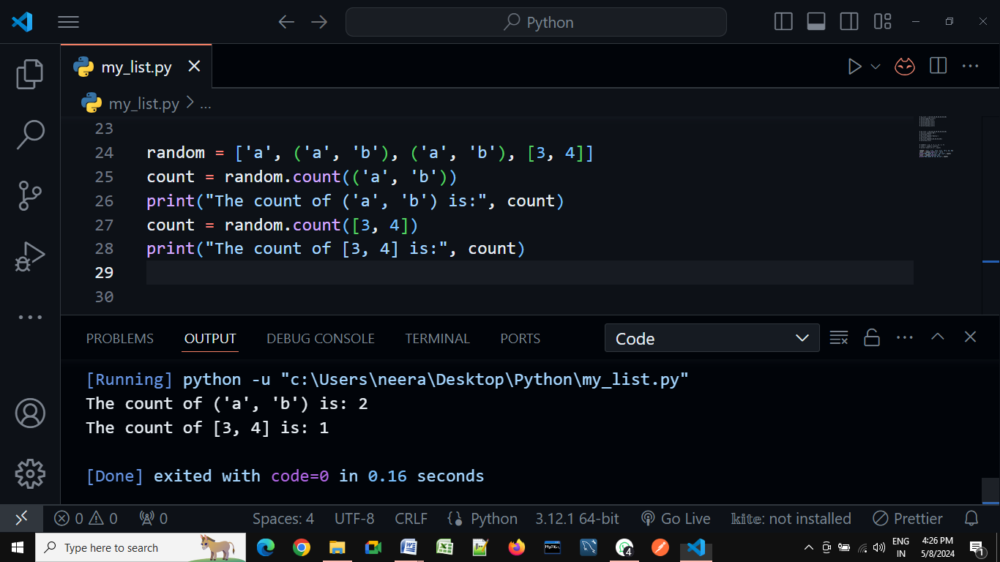 Python
my_list.py
my_list.py > ...
23
24 random = ['a', ('a', 'b'), ('a', 'b'), [3, 4]]
25 count = random.count(('a', 'b'))
26 print("The count of ('a', 'b') is:", count)
27 count = random.count([3, 4])
28 print("The count of [3, 4] is:", count)
29
30
PROBLEMS OUTPUT DEBUG CONSOLE TERMINAL PORTS Code
[Running] python -u "c:\Users\neera\Desktop\Python\my_list.py"
The count of ('a', 'b') is: 2
The count of [3, 4] is: 1
[Done] exited with code=0 in 0.16 seconds
0 0 0 Spaces: 4 UTF-8 CRLF Python 3.12.1 64-bit Go Live kite: not installed Prettier
Type here to search
MySQL
4
ENG
IN
4:26 PM
5/8/2024
1